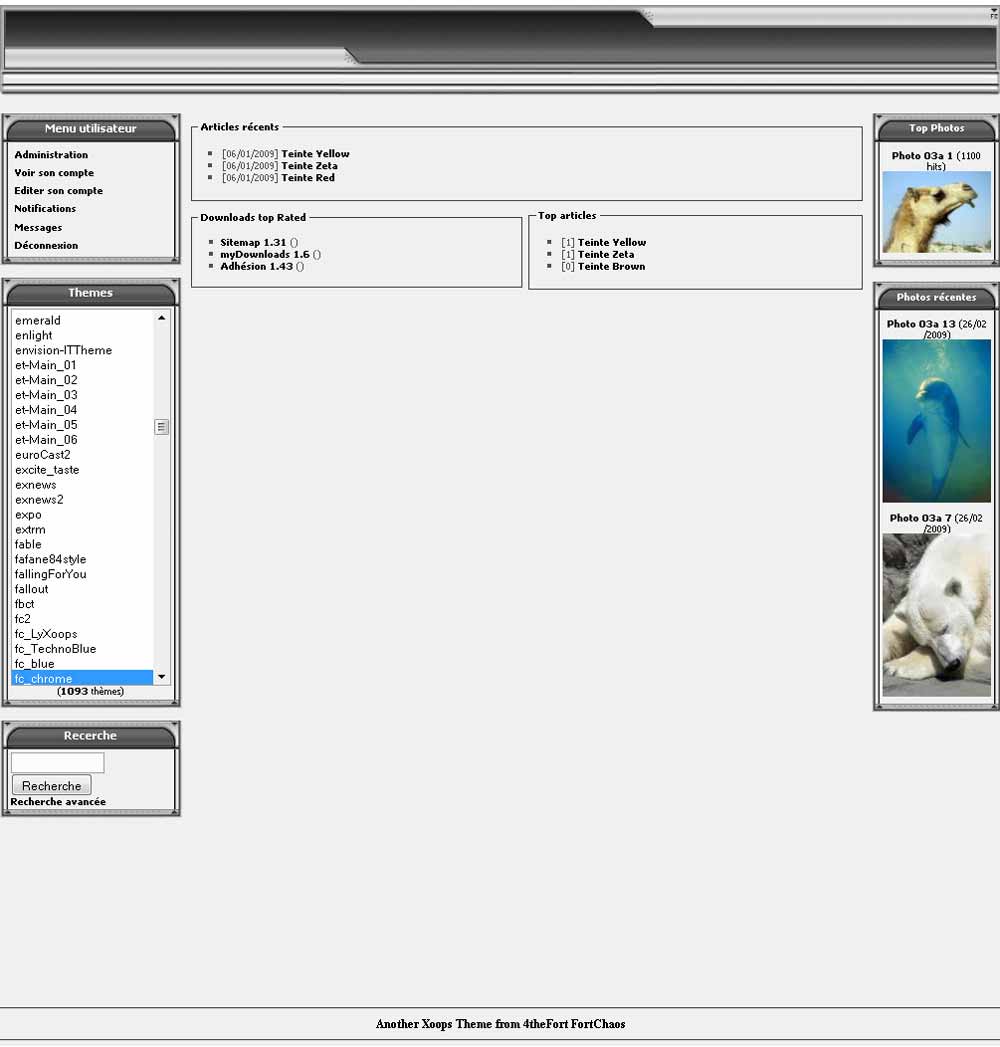 Menu utilisateur
Administration
Voir son compte
Editer son compte
Notifications
Messages
Déconnexion
Themes
emerald
enlight
envision-ITTheme
et-Main_01
et-Main_02
et-Main_03
et-Main_04
et-Main_05
et-Main_06
euroCast2
excite_taste
exnews
exnews2
expo
extrm
fable
fafane84style
fallingForYou
fallout
fbct
fc2
fc_LyXoops
fc_TechnoBlue
fc_blue
fc_chrome
(1093 thèmes)
Recerche
Recherche
Recherche avancée
Articles récents
[06/01/2009] Teinte Yellow
[06/01/2009] Teinte Zeta
[06/01/2009] Teinte Red
Downloads top Rated
Sitemap 1.31 ()
myDownloads 1.6 ()
Adhésion 1.43 ()
Top articles
[1] Teinte Yellow
[1] Teinte Zeta
[0] Teinte Brown
Top Photos
Photo 03a 1 (1100
hits)
Photos récentes
Photo 03a 13 (26/02
/2009)
Photo 03a 7 (26/02
/2009)
Another Xoops Theme from 4theFort FortChaos